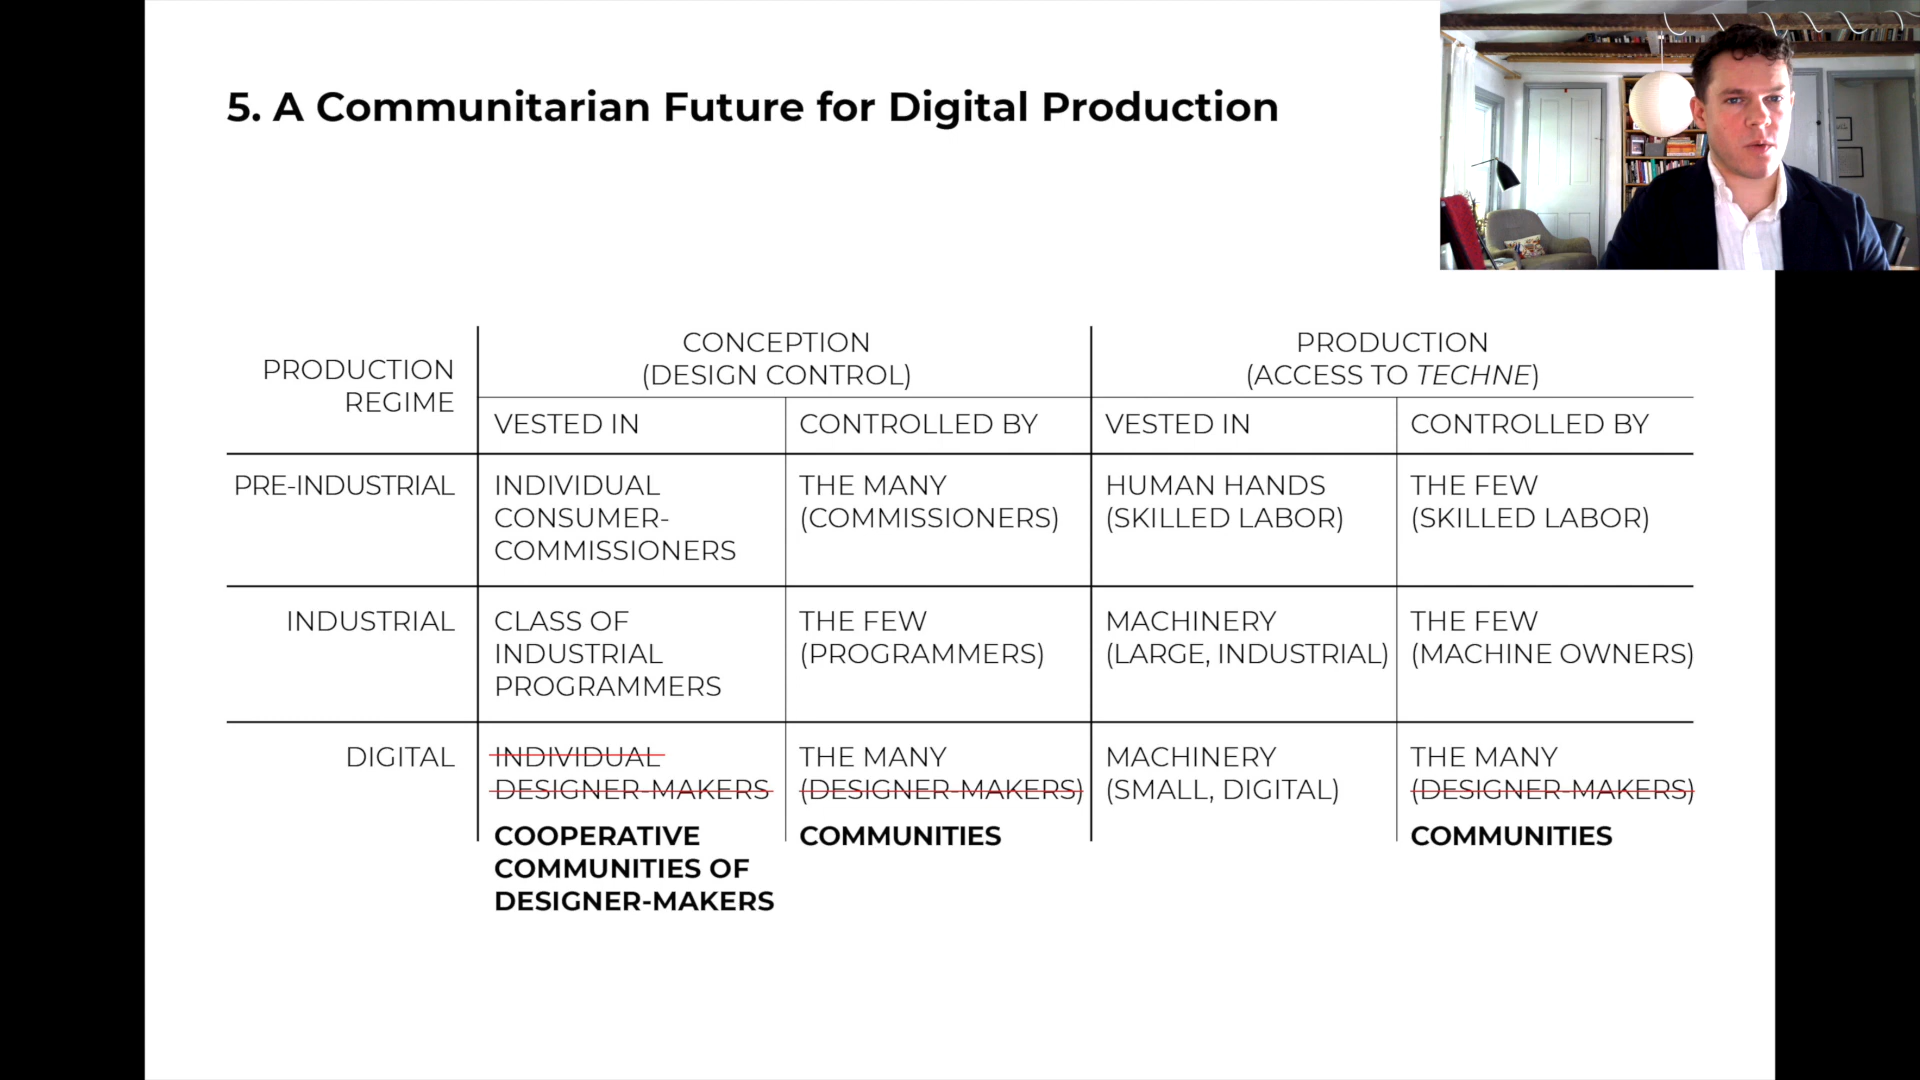 5. A Communitarian Future for Digital Production
PRODUCTION
REGIME
CONCEPTION
(DESIGN CONTROL)
PRODUCTION
(ACCESS TO TECHNE)
VESTED IN
CONTROLLED BY
VESTED IN
CONTROLLED BY
PRE-INDUSTRIAL
INDIVIDUAL
CONSUMER-
COMMISSIONERS
THE MANY
(COMMISSIONERS)
HUMAN HANDS
(SKILLED LABOR)
THE FEW
(SKILLED LABOR)
INDUSTRIAL
CLASS OF
INDUSTRIAL
PROGRAMMERS
THE FEW
(PROGRAMMERS)
MACHINERY
(LARGE, INDUSTRIAL)
THE FEW
(MACHINE OWNERS)
DIGITAL
INDIVIDUAL
DESIGNER-MAKERS
COOPERATIVE
COMMUNITIES OF
DESIGNER-MAKERS
THE MANY
(DESIGNER-MAKERS)
COMMUNITIES
MACHINERY
(SMALL, DIGITAL)
THE MANY
(DESIGNER-MAKERS)
COMMUNITIES